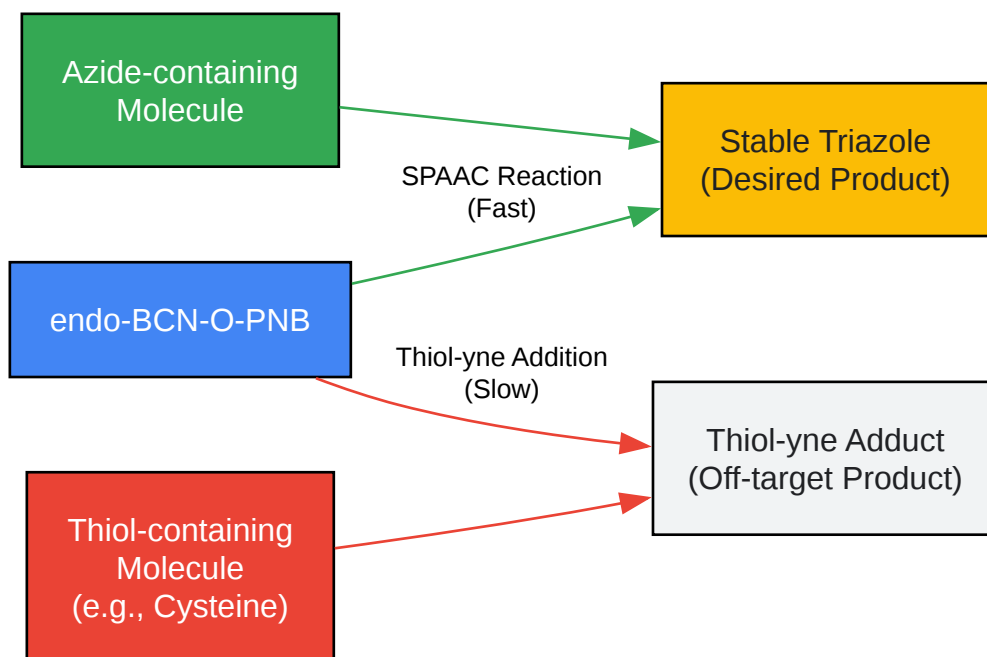 Azide-containing
Molecule
Stable Triazole
(Desired Product)
SPAAC Reaction
(Fast)
endo-BCN-O-PNB
Thiol-yne Addition
(Slow)
Thiol-yne Adduct
(Off-target Product)
Thiol-containing
Molecule
(e.g., Cysteine)